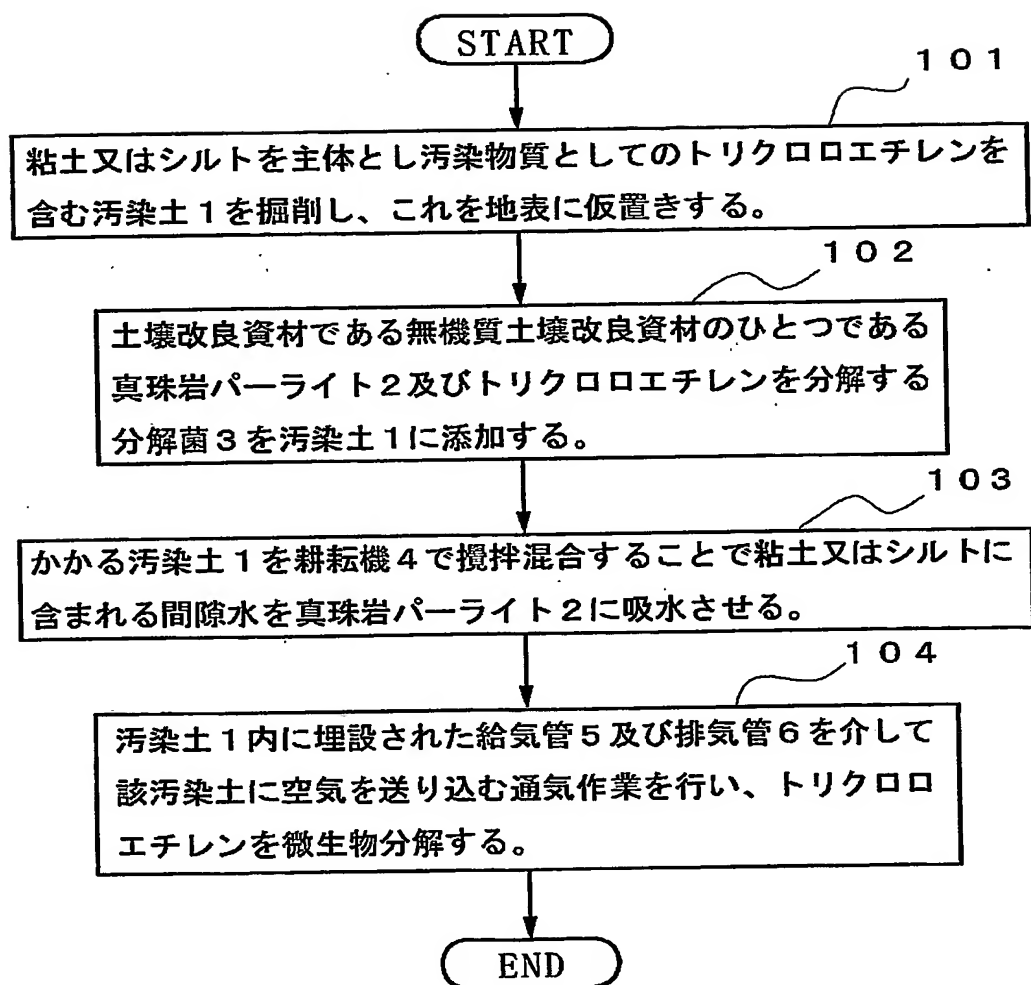 START
101
粘土又はシルトを主体とし汚染物質としてのトリクロロエチレンを
含む汚染土1を掘削し、これを地表に仮置きする。
102
土壌改良資材である無機質土壌改良資材のひとつである
真珠岩パーライト2及びトリクロロエチレンを分解する
分解菌3を汚染土1に添加する。
103
かかる汚染土1を耕耘機4で攪拌混合することで粘土又はシルトに
含まれる間隙水を真珠岩パーライト2に吸水させる。
104
汚染土1内に埋設された給気管5及び排気管6を介して
該汚染土に空気を送り込む通気作業を行い、トリクロロ
エチレンを微生物分解する。
END